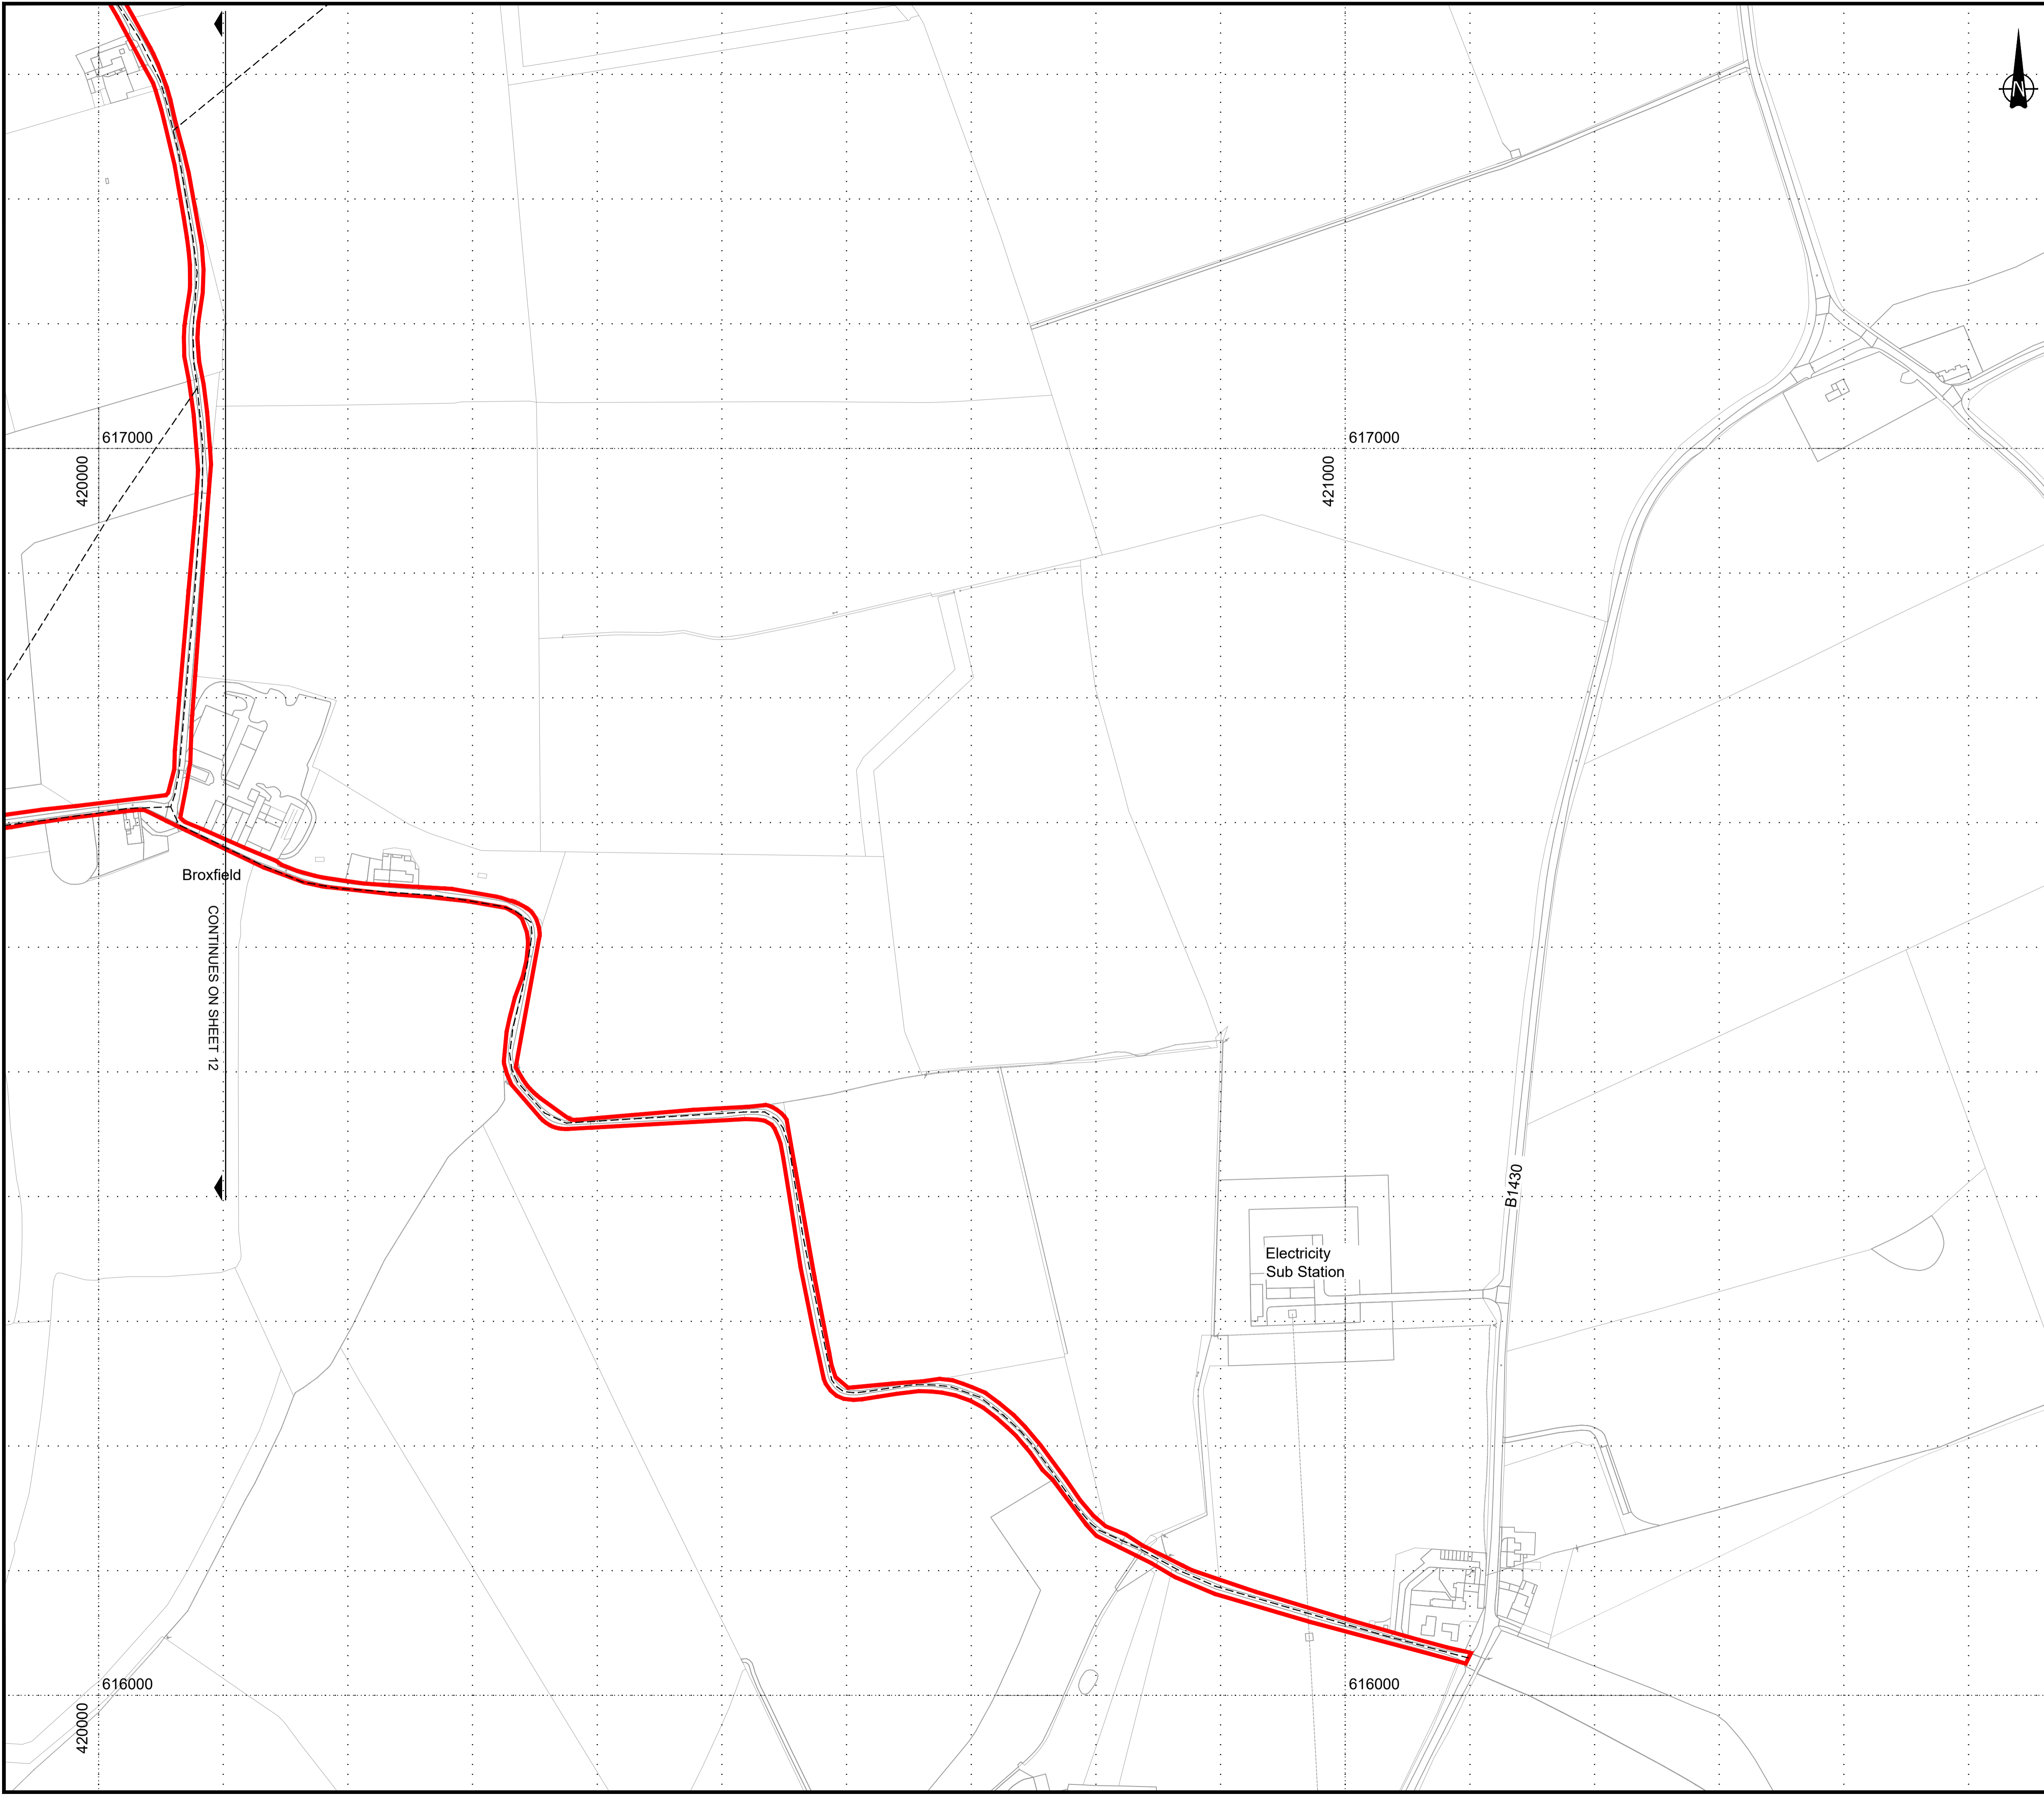 N
617000
617000
420000
421000
Broxfield
CONTINUES ON SHEET 12
B1430
Electricity
Sub Station
616000
616000
420000